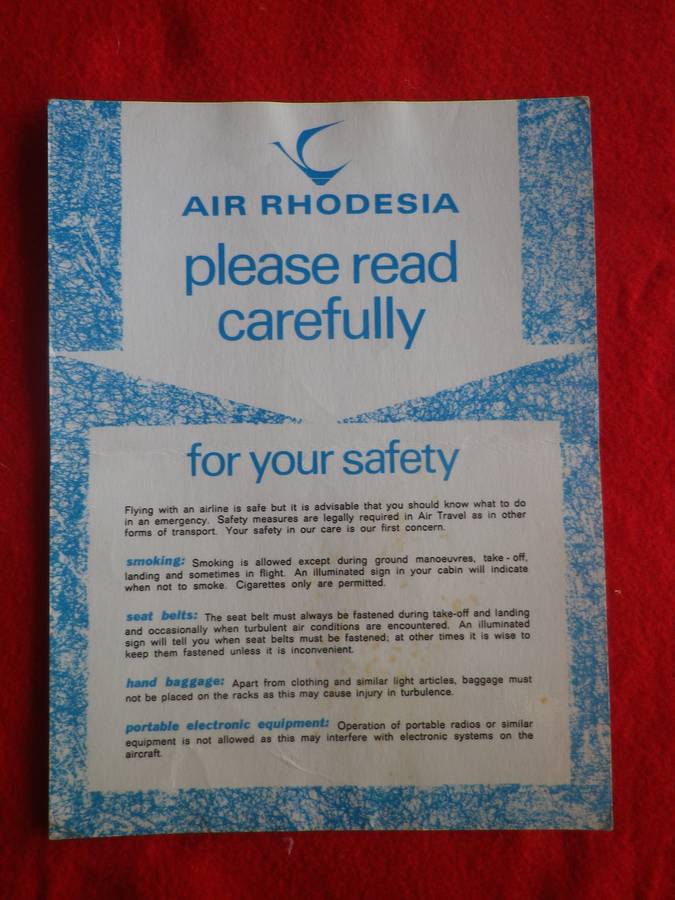 AIR RHODESIA
please read
carefully
for your safety
Flying with an airline is safe but it is advisable that you should know what to do
in an emergency. Safety measures are legally required in Air Travel as in other
forms of transport. Your safety in our care is our first concern.
smoking: Smoking is allowed except during ground manoeuvres, take - off,
landing and sometimes in flight. An illuminated sign in your cabin will indicate
when not to smoke. Cigarettes only are permitted.
seat belts: The seat belt must always be fastened during take-off and landing
and occasionally when turbulent air conditions are encountered. An illuminated
sign will tell you when seat belts must be fastened; at other times it is wise to
keep them fastened unless it is inconvenient.
hand baggage: Apart from clothing and similar light articles, baggage must
not be placed on the racks as this may cause injury in turbulence.
portable electronic equipment: Operation of portable radios or similar
equipment is not allowed as this may interfere with electronic systems on the
aircraft.